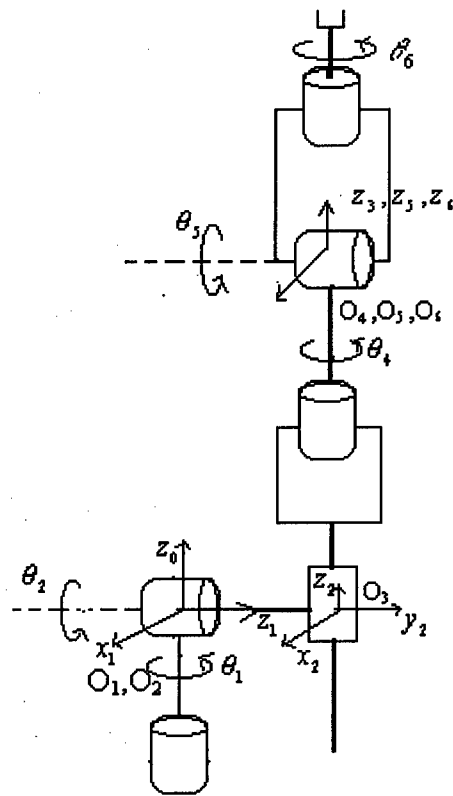 θ₆
z₃, z₅, z₆
θ₅
O₄, O₅, O₆
θ₄
z₀
θ₂
z₂
O₃
z₁
y₂
x₁
x₂
O₁, O₂
θ₁